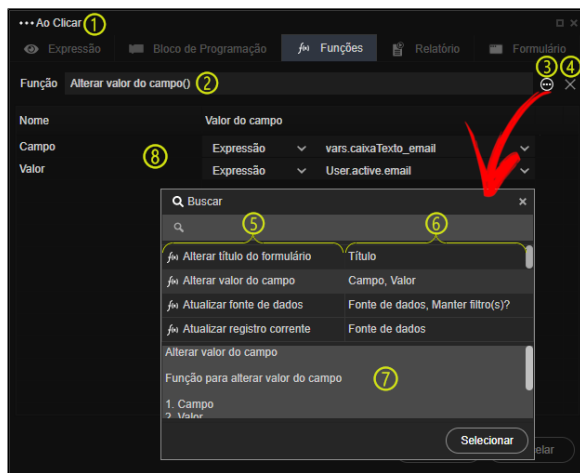 ••• Ao Clicar 1
Expressão Bloco de Programação f(x) Funções Relatório Formulário
3 4
Função Alterar valor do campo() 2
Nome Valor do campo
Campo Expressão vars.caixaTexto_email
8
Valor Expressão User.active.email
Buscar ×
5 6
f(x) Alterar título do formulário Título
f(x) Alterar valor do campo Campo, Valor
f(x) Atualizar fonte de dados Fonte de dados, Manter filtro(s)?
f(x) Atualizar registro corrente Fonte de dados
Alterar valor do campo
Função para alterar valor do campo 7
1. Campo
2. Valor
Selecionar
elar